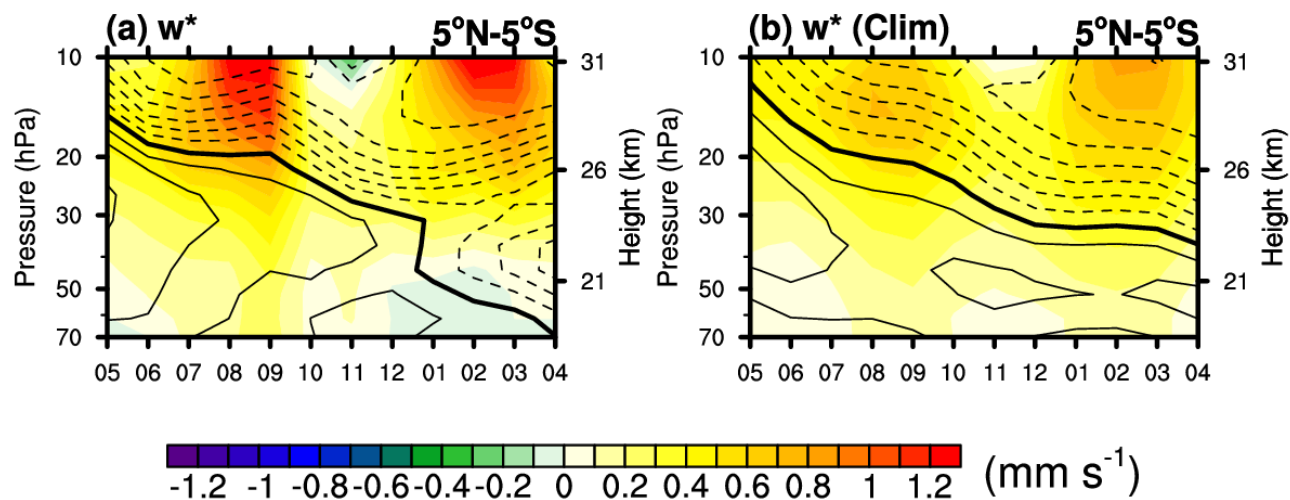 (a) w* 5°N-5°S
(b) w* (Clim) 5°N-5°S
Pressure (hPa)
10
20
30
50
70
31
26
21
Height (km)
05 06 07 08 09 10 11 12 01 02 03 04
Pressure (hPa)
10
20
30
50
70
31
26
21
Height (km)
05 06 07 08 09 10 11 12 01 02 03 04
-1.2 -1 -0.8 -0.6 -0.4 -0.2 0 0.2 0.4 0.6 0.8 1 1.2 (mm s⁻¹)